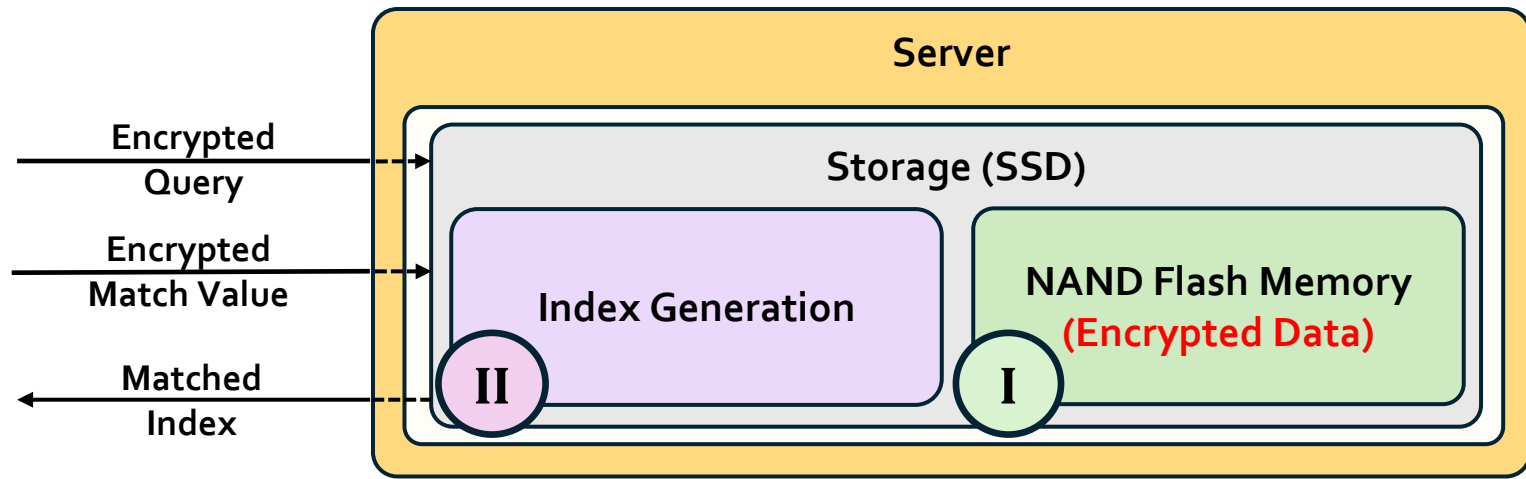 Server
Encrypted
Query
Storage (SSD)
Encrypted
Match Value
Index Generation
NAND Flash Memory
(Encrypted Data)
Matched
Index
II
I